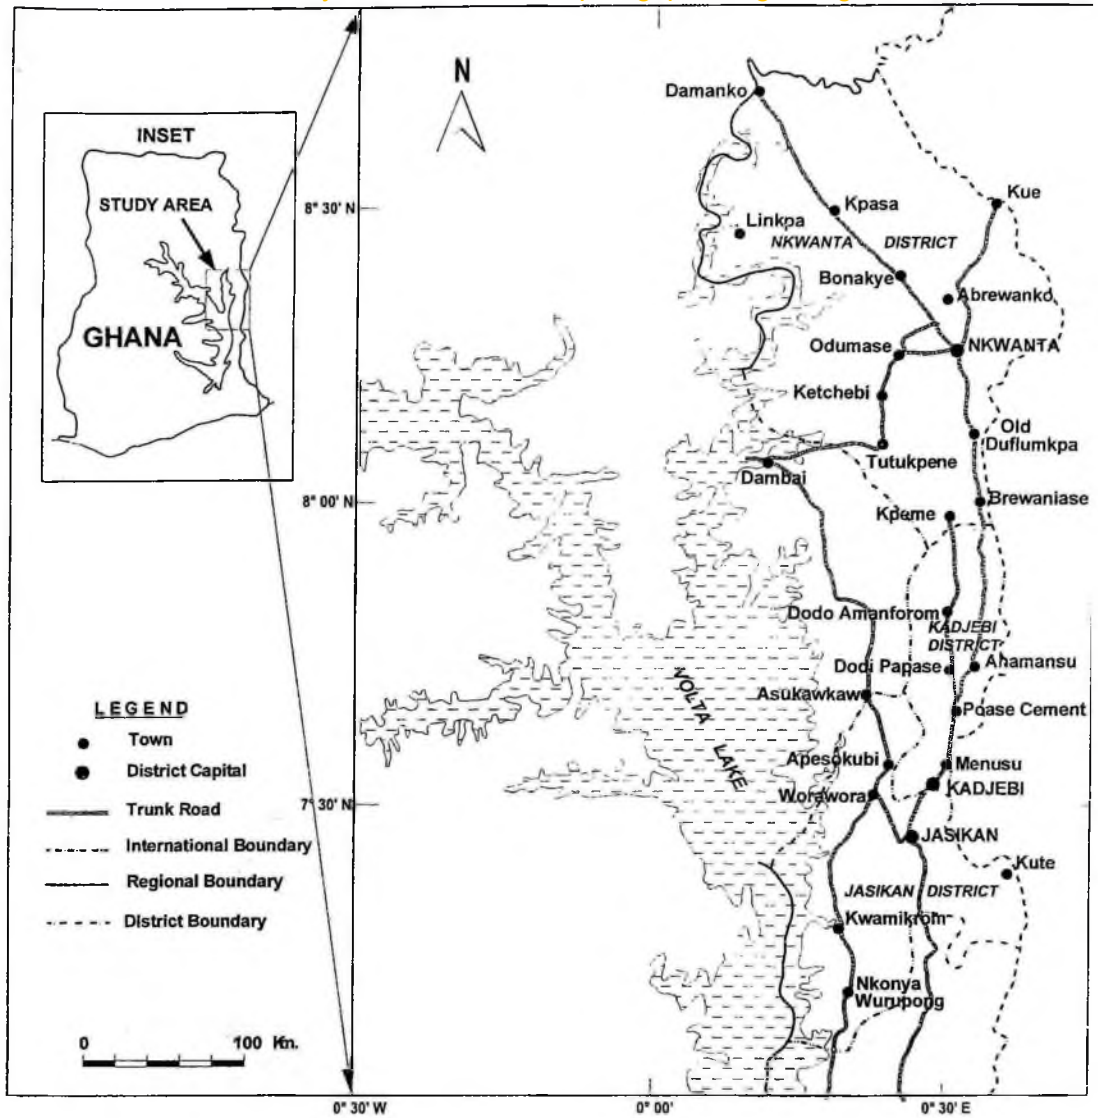 N
INSET
STUDY AREA
GHANA
8° 30' N
8° 00' N
7° 30' N
Damanko
Kue
Kpasa
Linkpa
NKWANTA DISTRICT
Bonakye
Abrewanko
Odumase
NKWANTA
Ketchebi
Old
Duflumkpa
Tutukpene
Dambai
Brewaniase
Kpeme
Dodo Amanforom
KADJEBI
DISTRICT
Dodi Papase
Ahamansu
Asukawkaw
Poase Cement
VOLTA
LAKE
Apesokubi
Menusu
Worawora
KADJEBI
JASIKAN
Kute
JASIKAN DISTRICT
Kwamikrom
Nkonya
Wurupong
LEGEND
Town
District Capital
Trunk Road
International Boundary
Regional Boundary
District Boundary
0 100 Km.
0° 30' W
0° 00'
0° 30' E